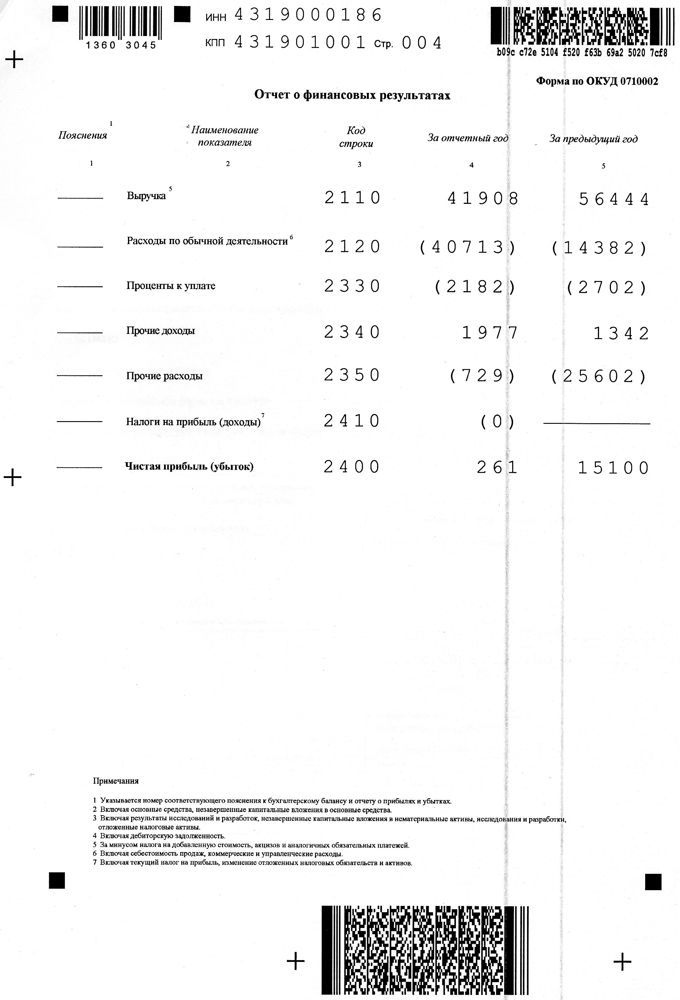 ИНН 4319000186
1360 3045
КПП 431901001 Стр. 004
b09c c72e 5104 f520 f63b 69a2 5020 7cf8
Форма по ОКУД 0710002
Отчет о финансовых результатах
Пояснения 1 Наименование показателя Код строки За отчетный год За предыдущий год
1 2 3 4 5
Выручка 5 2110 41908 56444
Расходы по обычной деятельности 6 2120 (40713) (14382)
Проценты к уплате 2330 (2182) (2702)
Прочие доходы 2340 1977 1342
Прочие расходы 2350 (729) (25602)
Налоги на прибыль (доходы) 7 2410 (0)
Чистая прибыль (убыток) 2400 261 15100
Примечания
1 Указывается номер соответствующего пояснения к бухгалтерскому балансу и отчету о прибылях и убытках.
2 Включая основные средства, незавершенные капитальные вложения в основные средства.
3 Включая результаты исследований и разработок, незавершенные капитальные вложения в нематериальные активы, исследования и разработки,
отложенные налоговые активы.
4 Включая дебиторскую задолженность.
5 За минусом налога на добавленную стоимость, акцизов и аналогичных обязательных платежей.
6 Включая себестоимость продаж, коммерческие и управленческие расходы.
7 Включая текущий налог на прибыль, изменение отложенных налоговых обязательств и активов.